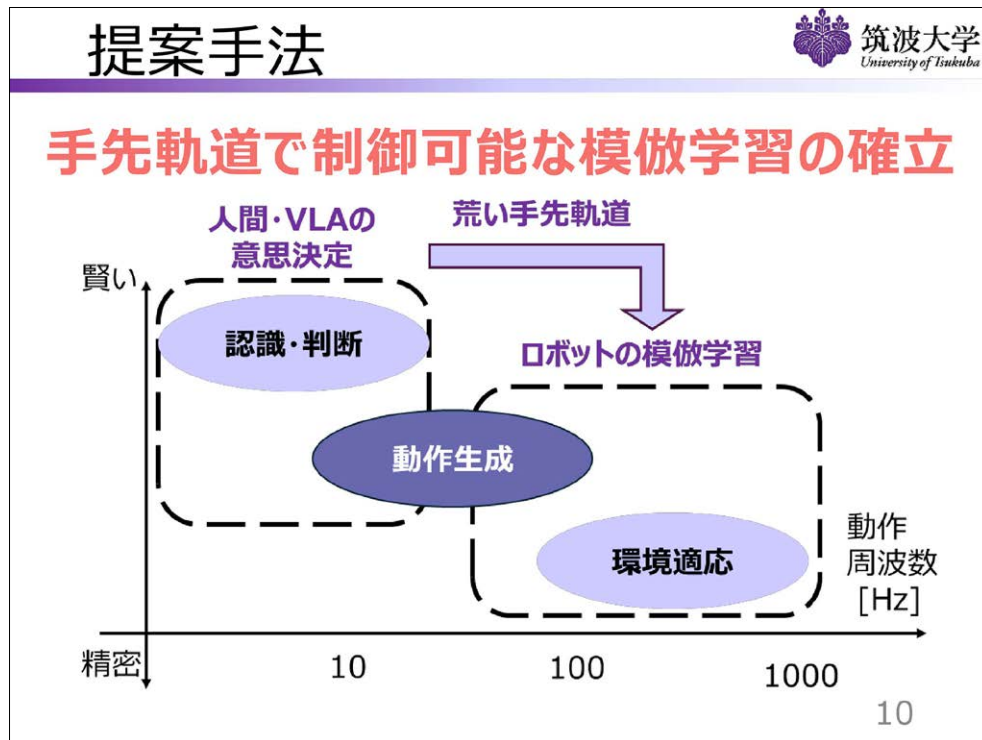 提案手法
筑波大学
University of Tsukuba
手先軌道で制御可能な模倣学習の確立
人間･VLAの
意思決定
荒い手先軌道
賢い
認識･判断
ロボットの模倣学習
動作生成
環境適応
動作
周波数
[Hz]
精密
10
100
1000
10